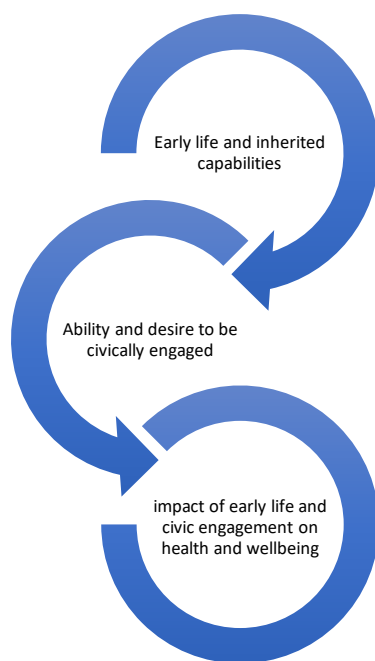 Early life and inherited
capabilities
Ability and desire to be
civically engaged
impact of early life and
civic engagement on
health and wellbeing